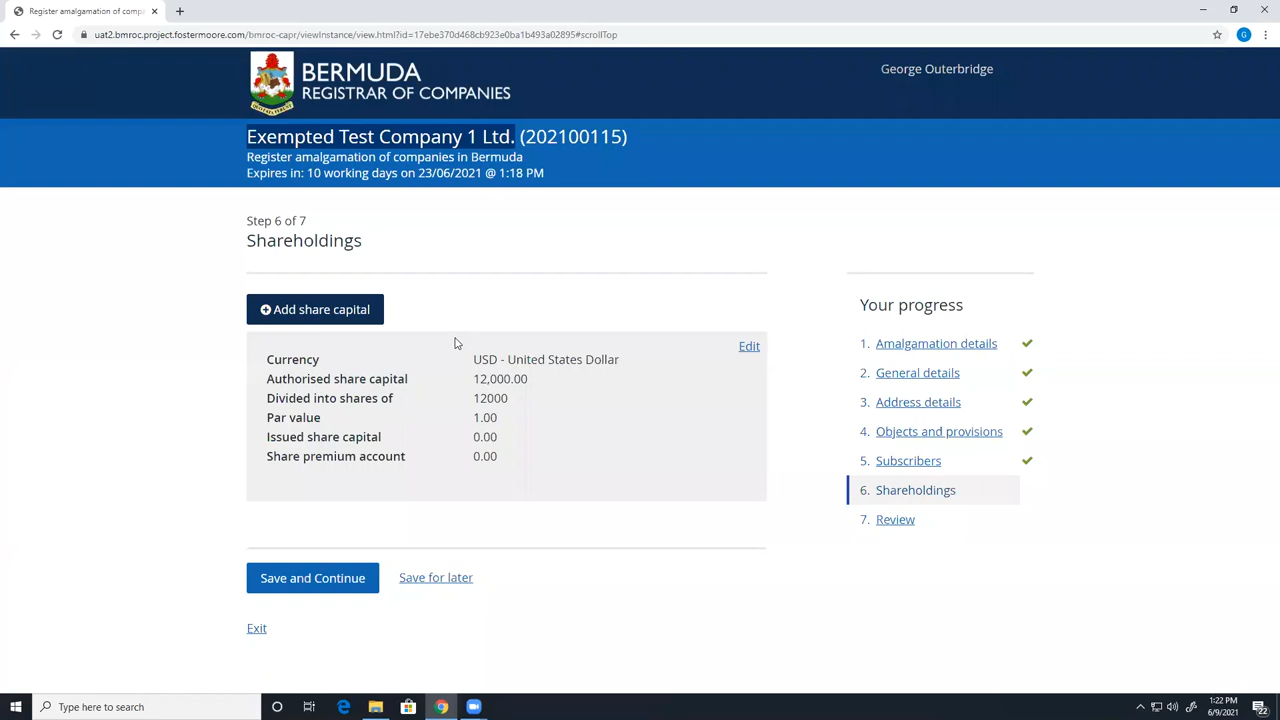 Register amalgamation of compa
uat2.bmroc.project.fostermoore.com/bmroc-capr/viewInstance/view.html?id=17ebe370d468cb923e0ba1b493a02895#scrollTop
G
BERMUDA
REGISTRAR OF COMPANIES
George Outerbridge
Exempted Test Company 1 Ltd. (202100115)
Register amalgamation of companies in Bermuda
Expires in: 10 working days on 23/06/2021 @ 1:18 PM
Step 6 of 7
Shareholdings
Add share capital
Edit
Currency USD - United States Dollar
Authorised share capital 12,000.00
Divided into shares of 12000
Par value 1.00
Issued share capital 0.00
Share premium account 0.00
Save and Continue Save for later
Exit
Your progress
1. Amalgamation details
2. General details
3. Address details
4. Objects and provisions
5. Subscribers
6. Shareholdings
7. Review
Type here to search
1:22 PM
6/9/2021
22